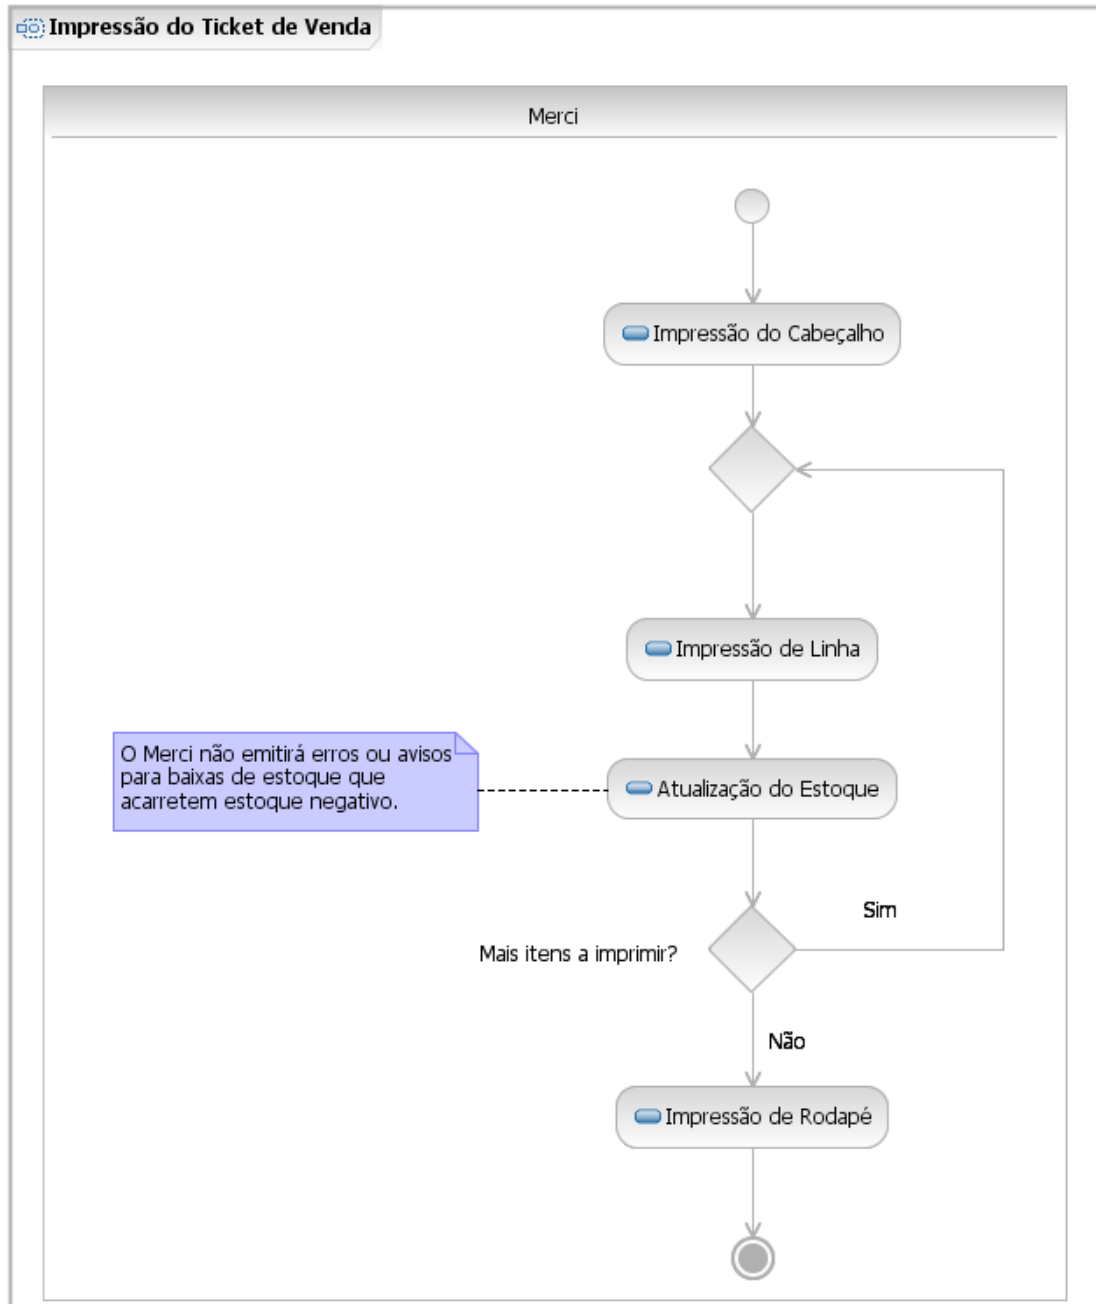 Impressão do Ticket de Venda
Merci
Impressão do Cabeçalho
Impressão de Linha
O Merci não emitirá erros ou avisos
para baixas de estoque que
acarretem estoque negativo.
Atualização do Estoque
Sim
Mais itens a imprimir?
Não
Impressão de Rodapé